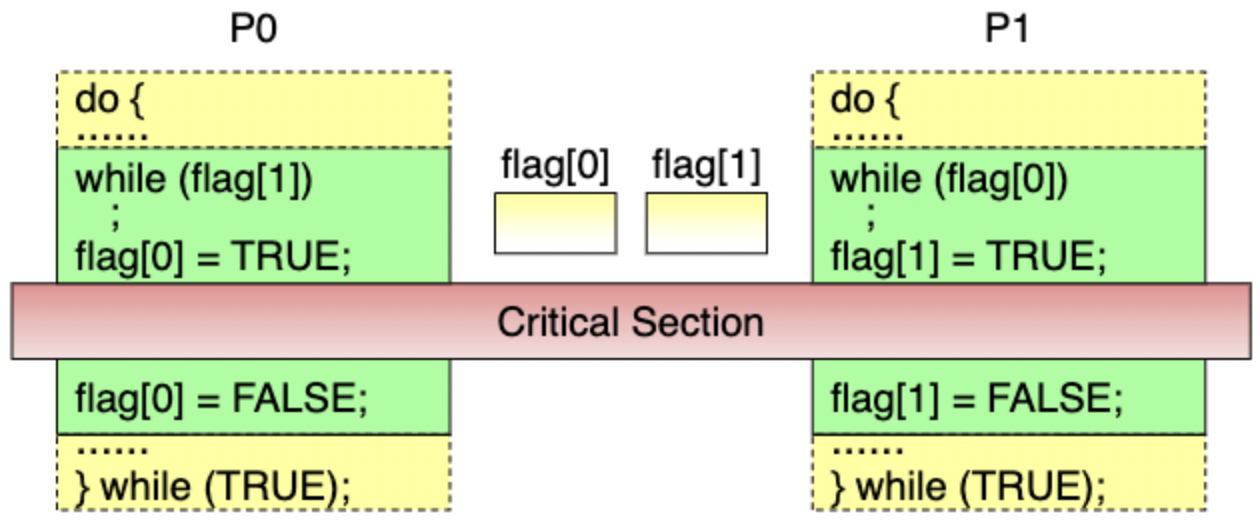 P0
do {
......
while (flag[1])
;
flag[0] = TRUE;
flag[0] flag[1]
P1
do {
......
while (flag[0])
;
flag[1] = TRUE;
Critical Section
flag[0] = FALSE;
......
} while (TRUE);
flag[1] = FALSE;
......
} while (TRUE);